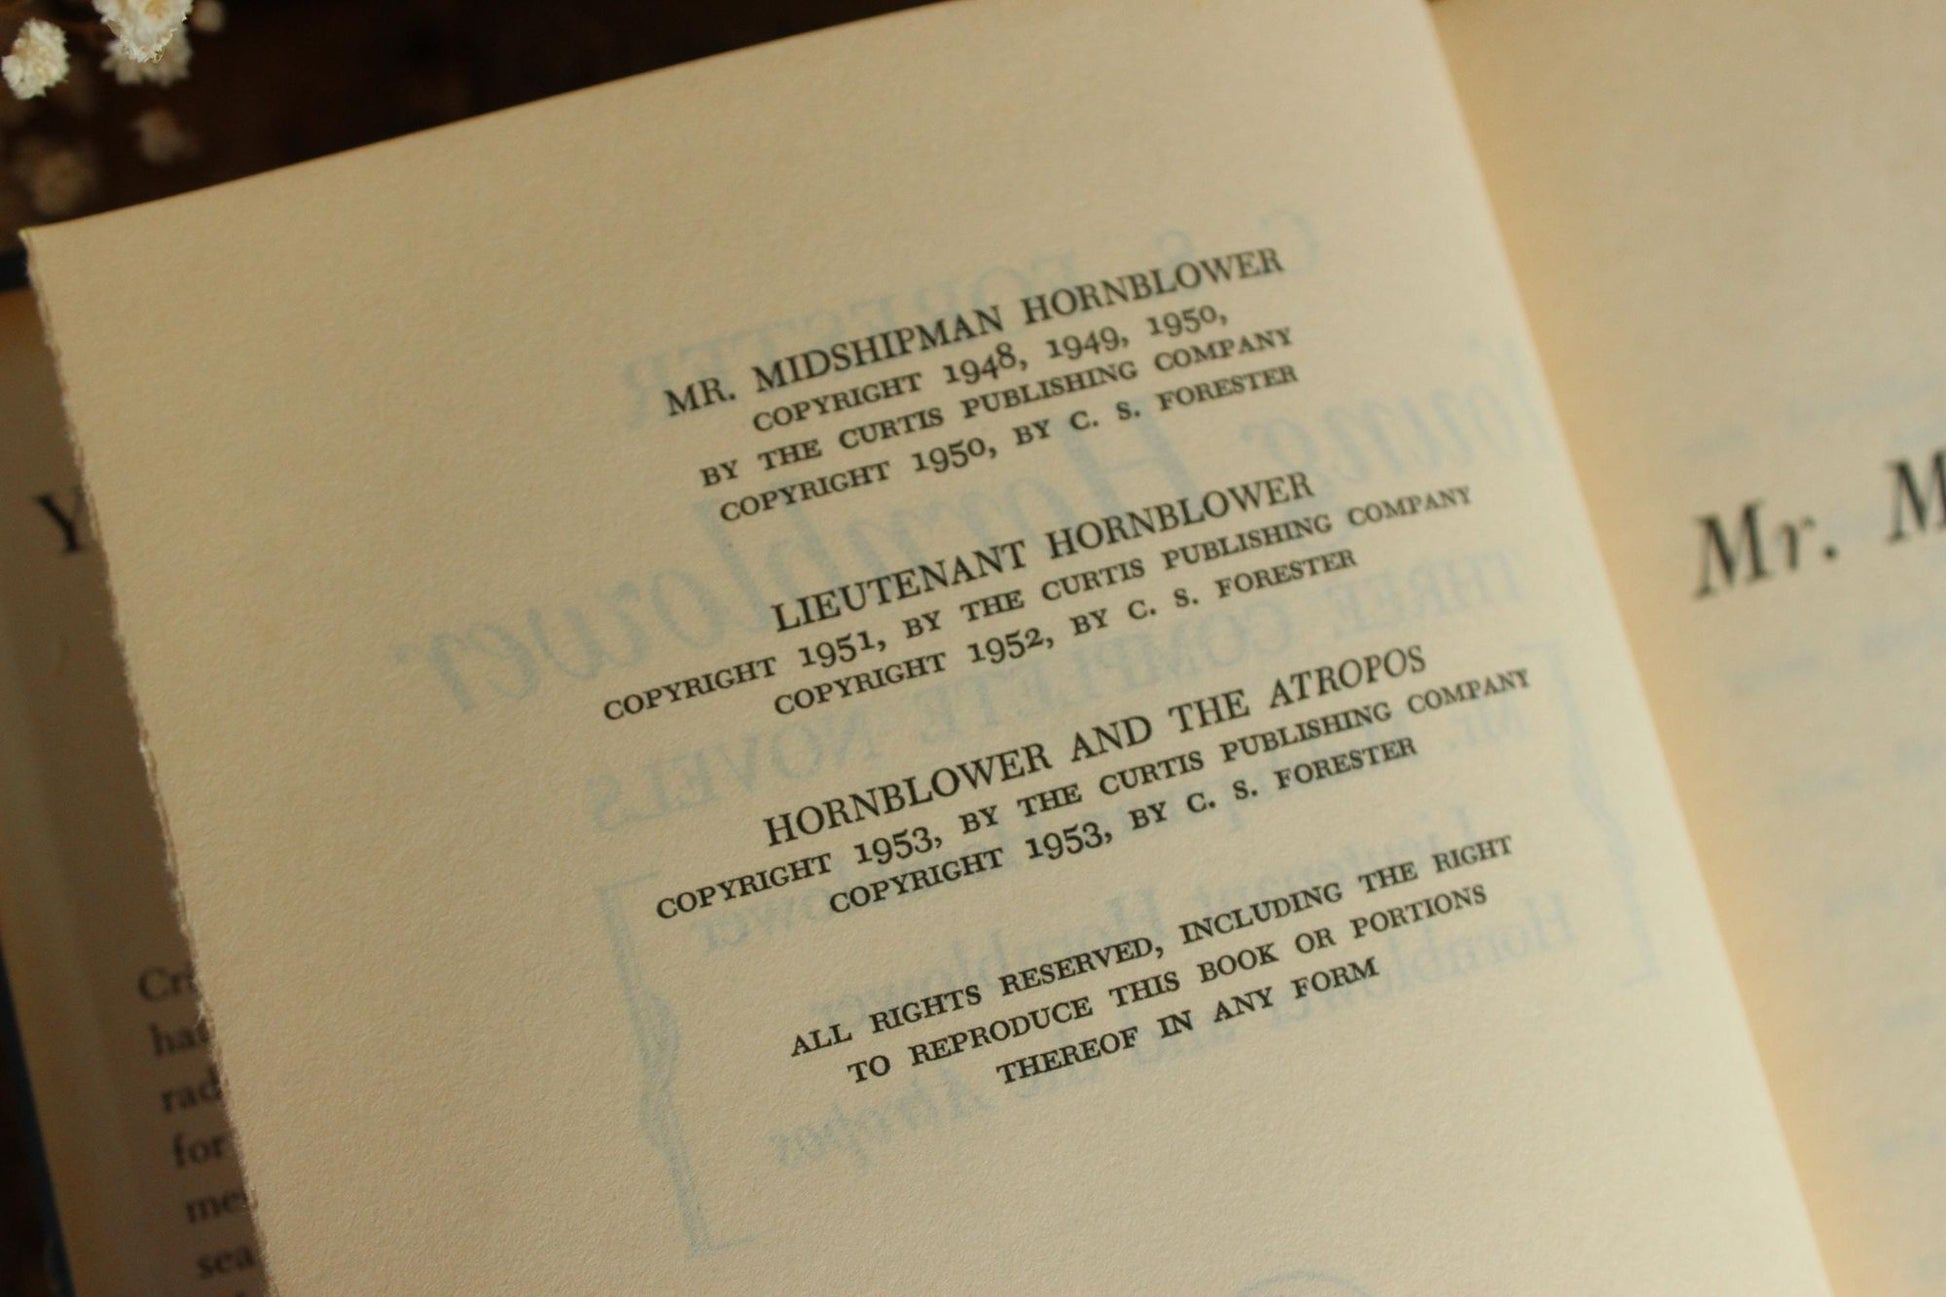 MR. MIDSHIPMAN HORNBLOWER
COPYRIGHT 1948, 1949, 1950,
BY THE CURTIS PUBLISHING COMPANY
COPYRIGHT 1950, BY C. S. FORESTER
LIEUTENANT HORNBLOWER
COPYRIGHT 1951, BY THE CURTIS PUBLISHING COMPANY
COPYRIGHT 1952, BY C. S. FORESTER
HORNBLOWER AND THE ATROPOS
COPYRIGHT 1953, BY THE CURTIS PUBLISHING COMPANY
COPYRIGHT 1953, BY C. S. FORESTER
ALL RIGHTS RESERVED, INCLUDING THE RIGHT
TO REPRODUCE THIS BOOK OR PORTIONS
THEREOF IN ANY FORM
Mr. M
Y
for
sea